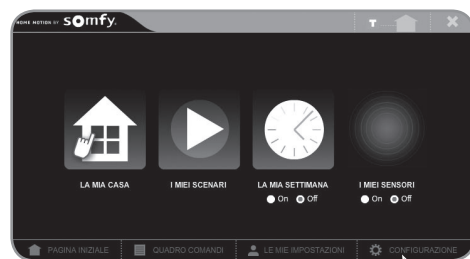 HOME MOTION BY somfy.
T
LA MIA CASA
I MIEI SCENARI
LA MIA SETTIMANA
I MIEI SENSORI
On Off
On Off
PAGINA INIZIALE
QUADRO COMANDI
LE MIE IMPOSTAZIONI
CONFIGURAZIONE